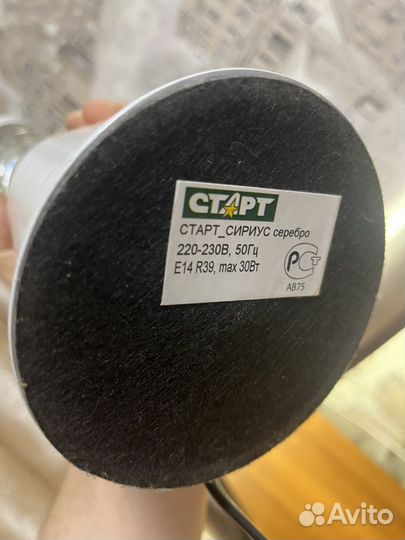 СТАРТ
СТАРТ_СИРИУС серебро
220-230В, 50Гц
E14 R39, max 30Вт
РСТ
АВ75
Avito